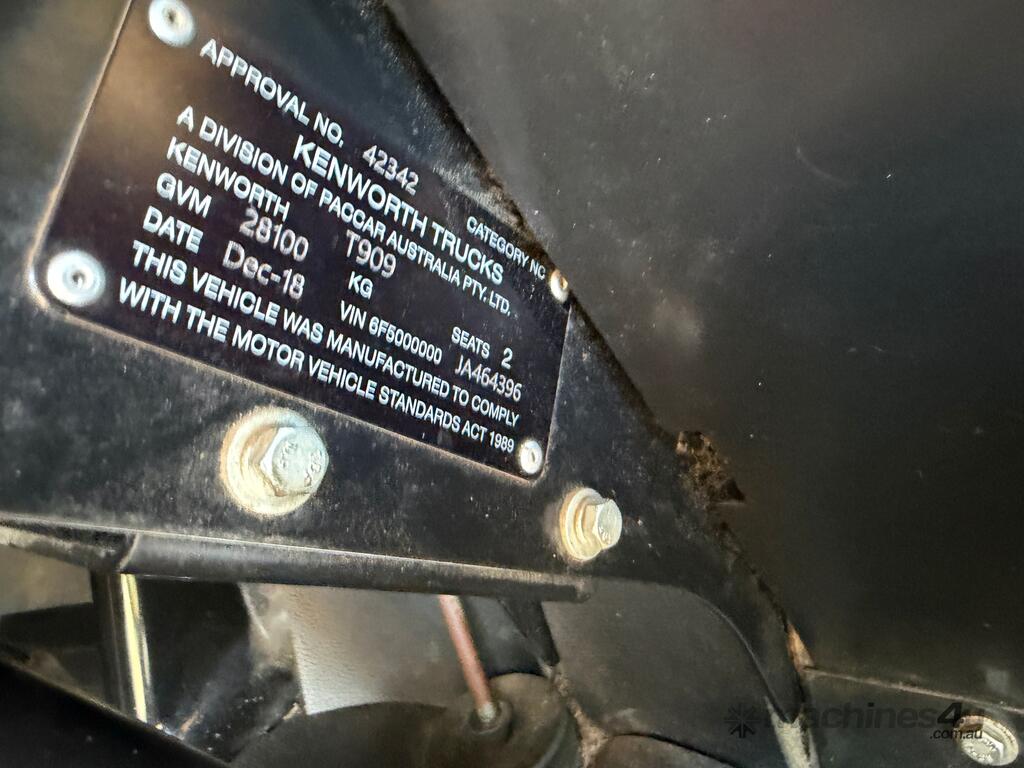 APPROVAL NO. 42342 CATEGORY NC
KENWORTH TRUCKS
A DIVISION OF PACCAR AUSTRALIA PTY. LTD.
KENWORTH T909
GVM 28100 KG SEATS 2
DATE Dec-18 VIN 6F5000000 JA464396
THIS VEHICLE WAS MANUFACTURED TO COMPLY
WITH THE MOTOR VEHICLE STANDARDS ACT 1989
Machines4u
.com.au